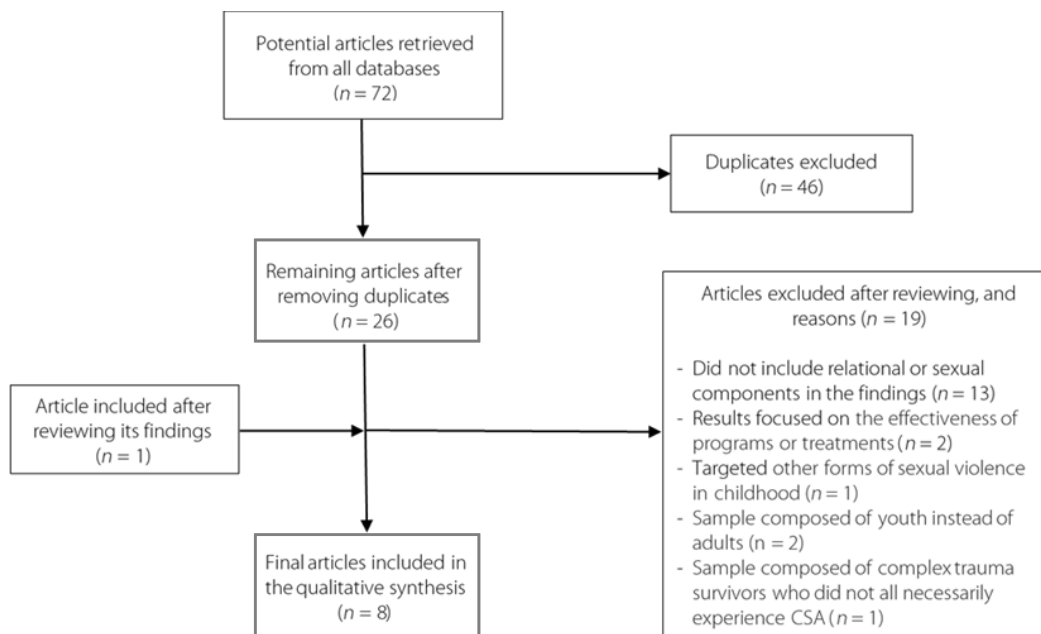 Potential articles retrieved
from all databases
(n = 72)
Duplicates excluded
(n = 46)
Remaining articles after
removing duplicates
(n = 26)
Articles excluded after reviewing, and
reasons (n = 19)
- Did not include relational or sexual
components in the findings (n = 13)
- Results focused on the effectiveness of
programs or treatments (n = 2)
- Targeted other forms of sexual violence
in childhood (n = 1)
- Sample composed of youth instead of
adults (n = 2)
- Sample composed of complex trauma
survivors who did not all necessarily
experience CSA (n = 1)
Article included after
reviewing its findings
(n = 1)
Final articles included in
the qualitative synthesis
(n = 8)